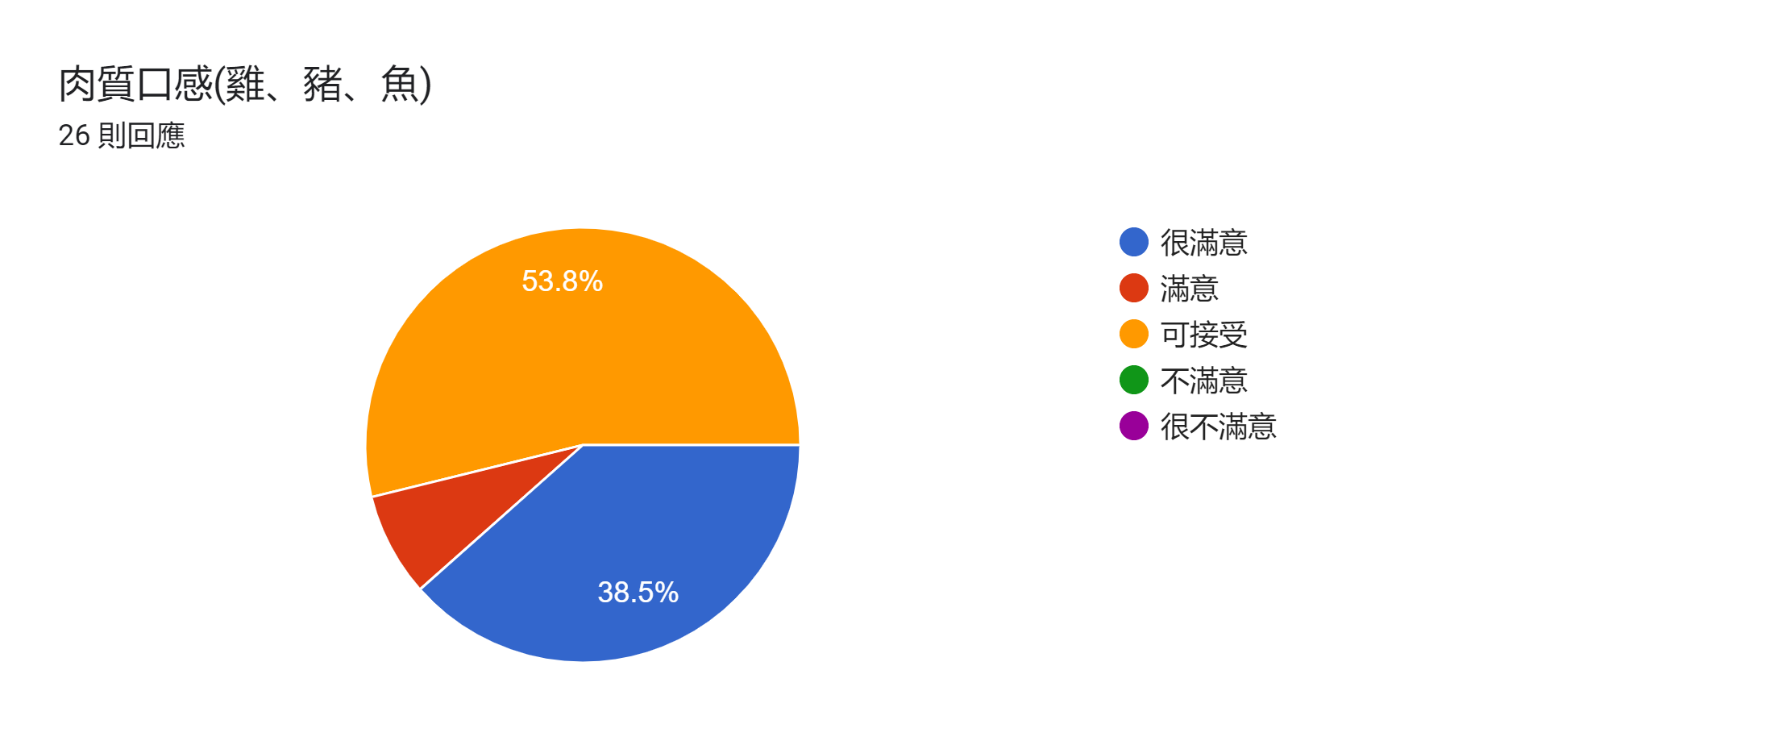 肉質口感(雞、豬、魚)
26 則回應
53.8%
38.5%
很滿意
滿意
可接受
不滿意
很不滿意